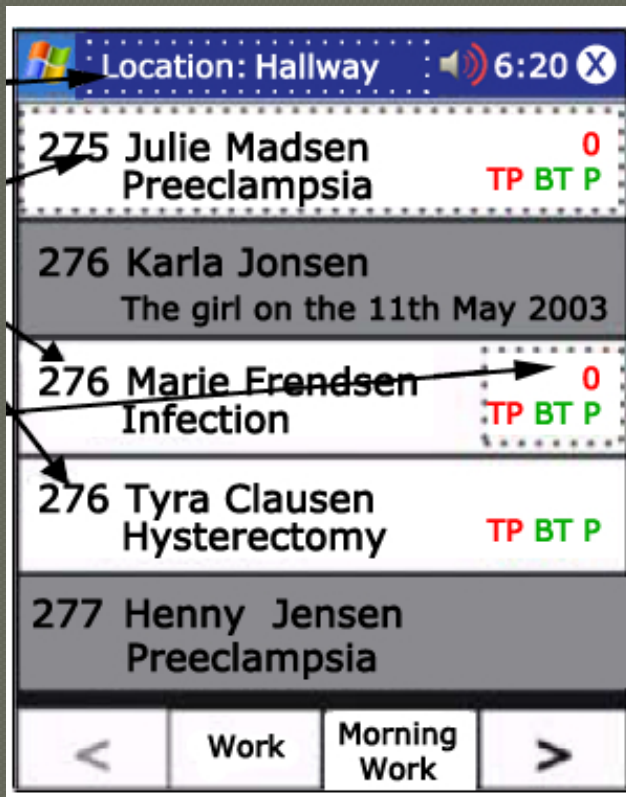 Location: Hallway 6:20 X
275 Julie Madsen 0
Preeclampsia TP BT P
276 Karla Jonsen
The girl on the 11th May 2003
276 Marie Frendsen 0
Infection TP BT P
276 Tyra Clausen
Hysterectomy TP BT P
277 Henny Jensen
Preeclampsia
< Work Morning Work >